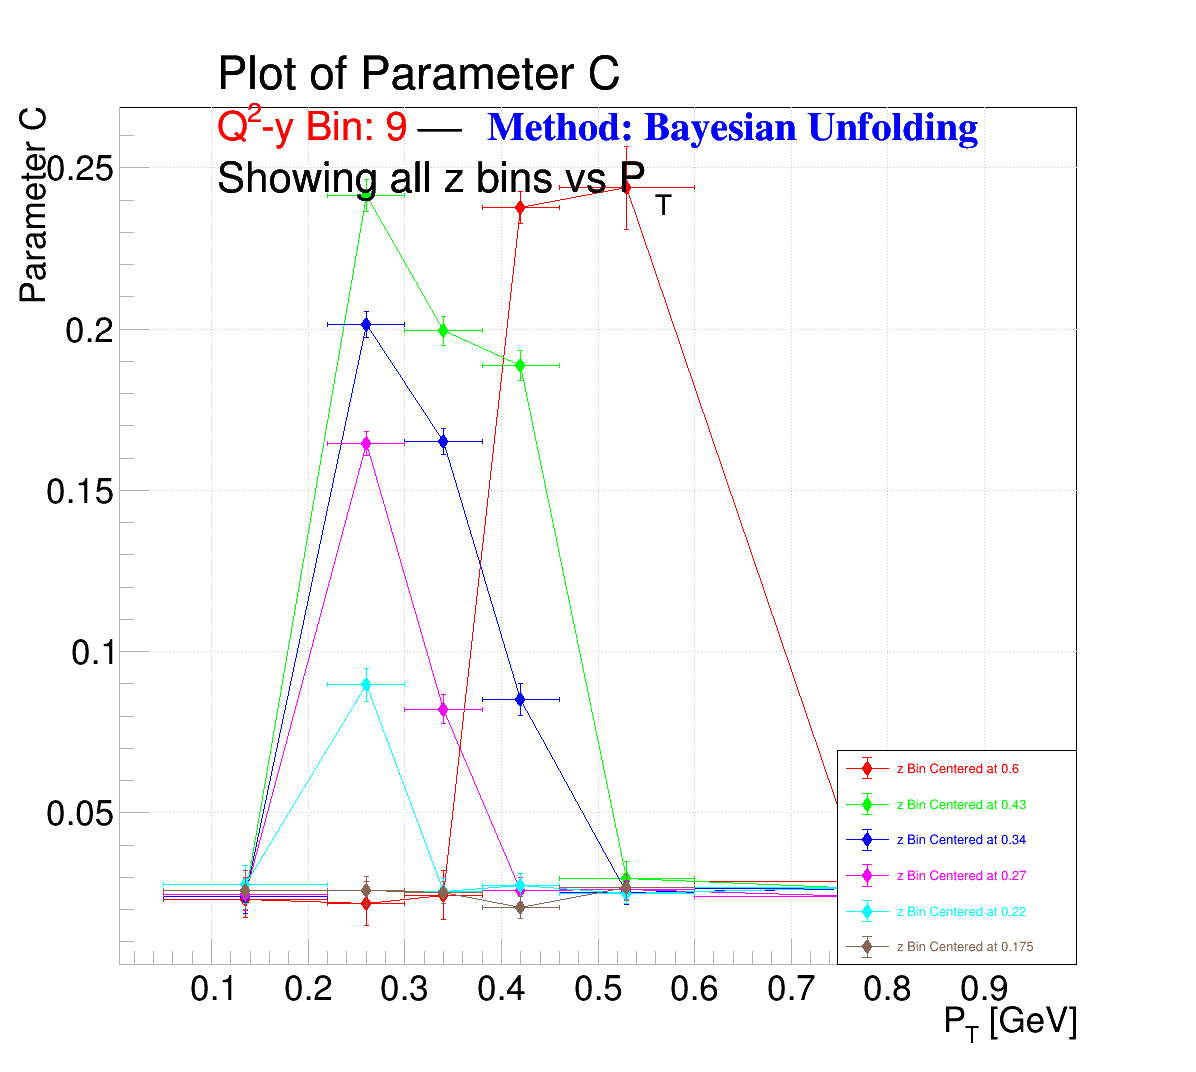 Plot of Parameter C
Q²-y Bin: 9 — Method: Bayesian Unfolding
Showing all z bins vs P_T
Parameter C
0.25
0.2
0.15
0.1
0.05
z Bin Centered at 0.6
z Bin Centered at 0.43
z Bin Centered at 0.34
z Bin Centered at 0.27
z Bin Centered at 0.22
z Bin Centered at 0.175
0.1 0.2 0.3 0.4 0.5 0.6 0.7 0.8 0.9
P_T [GeV]